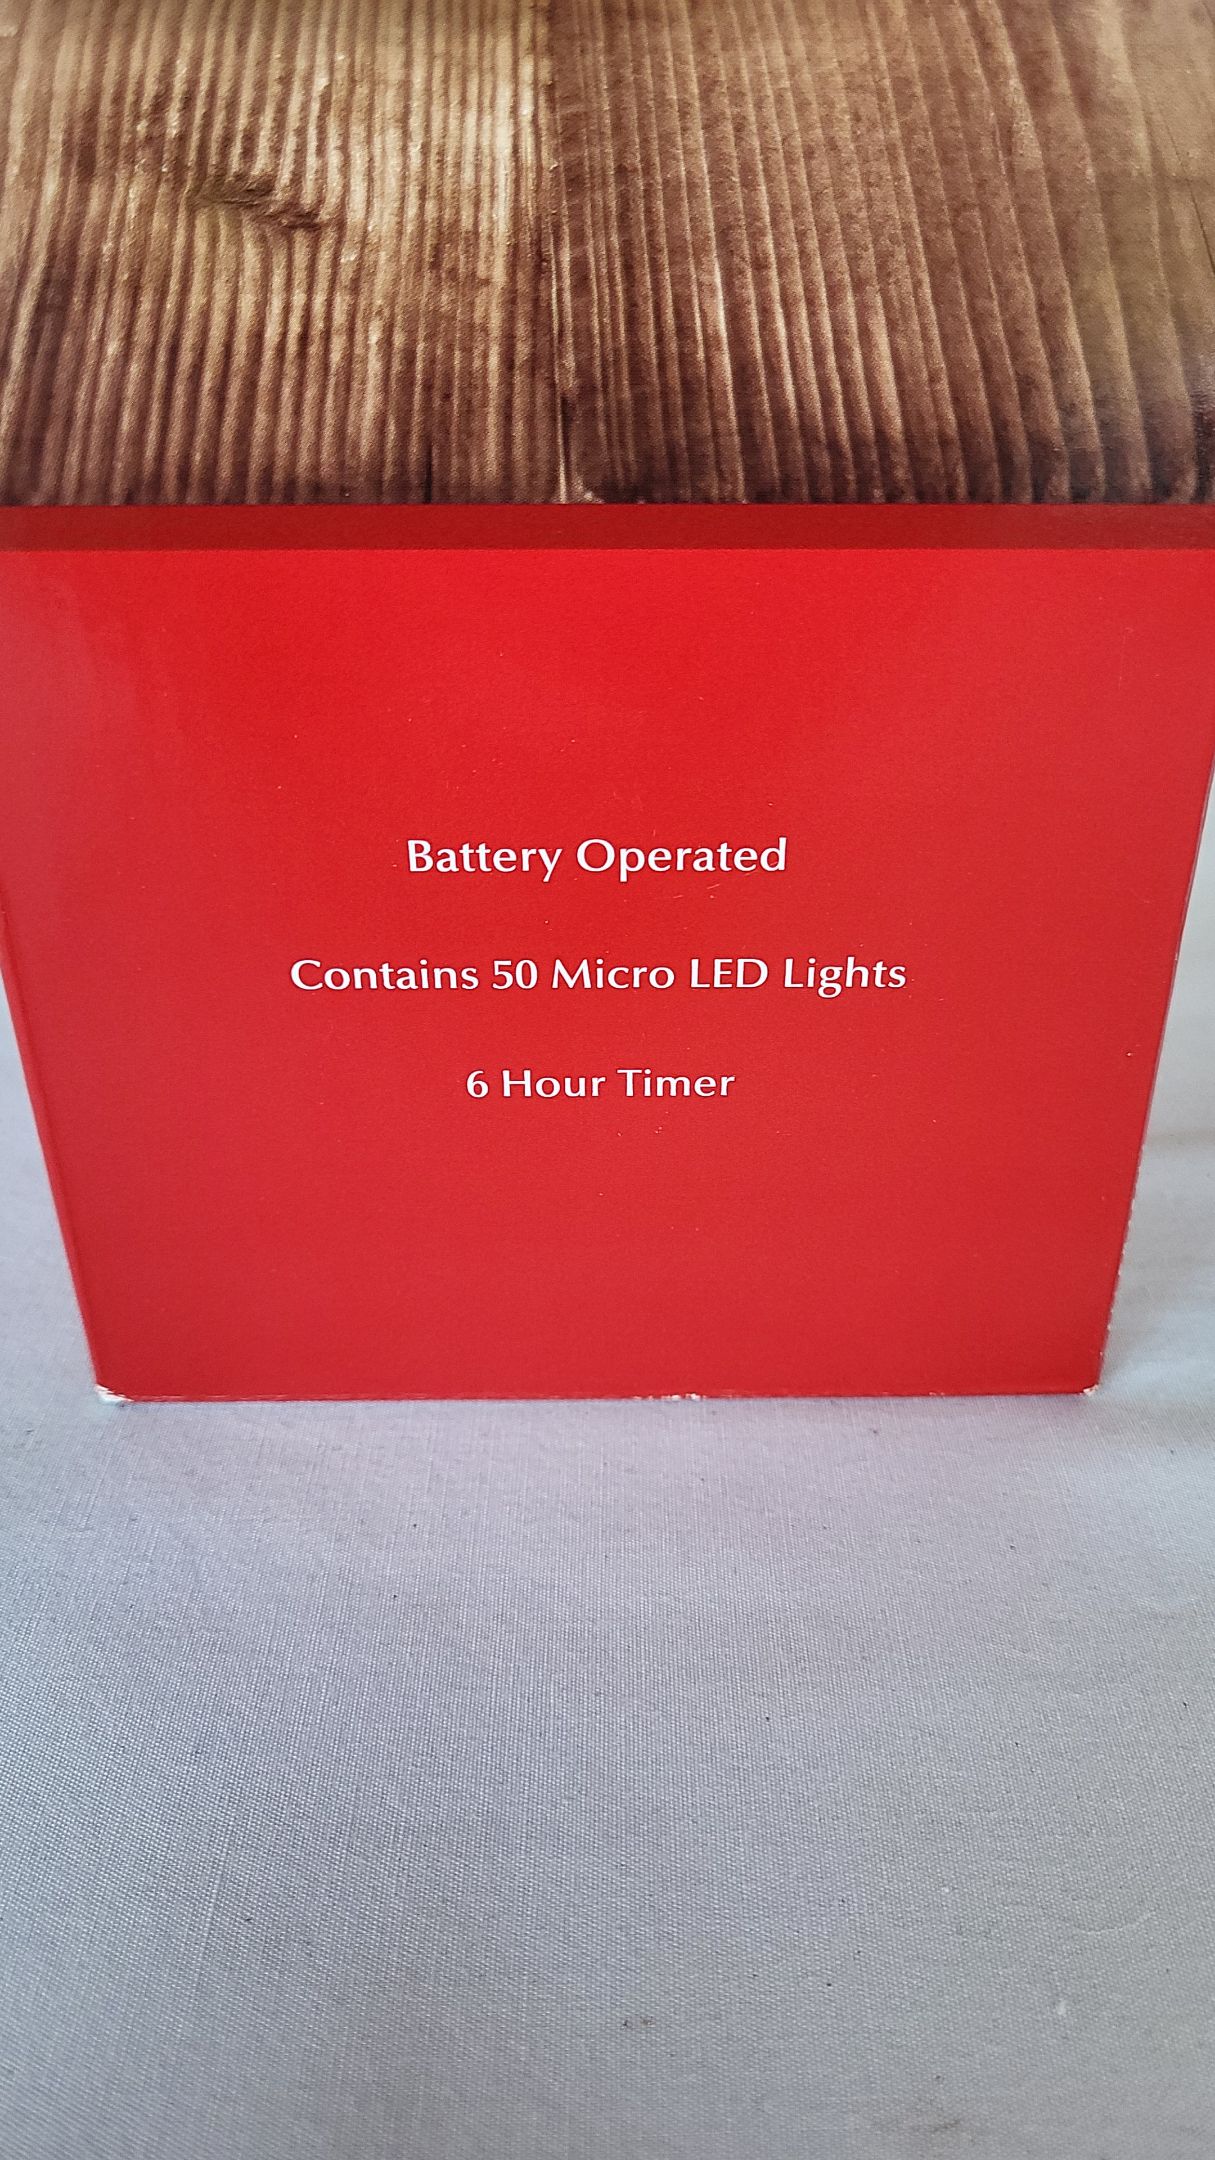 Battery Operated
Contains 50 Micro LED Lights
6 Hour Timer